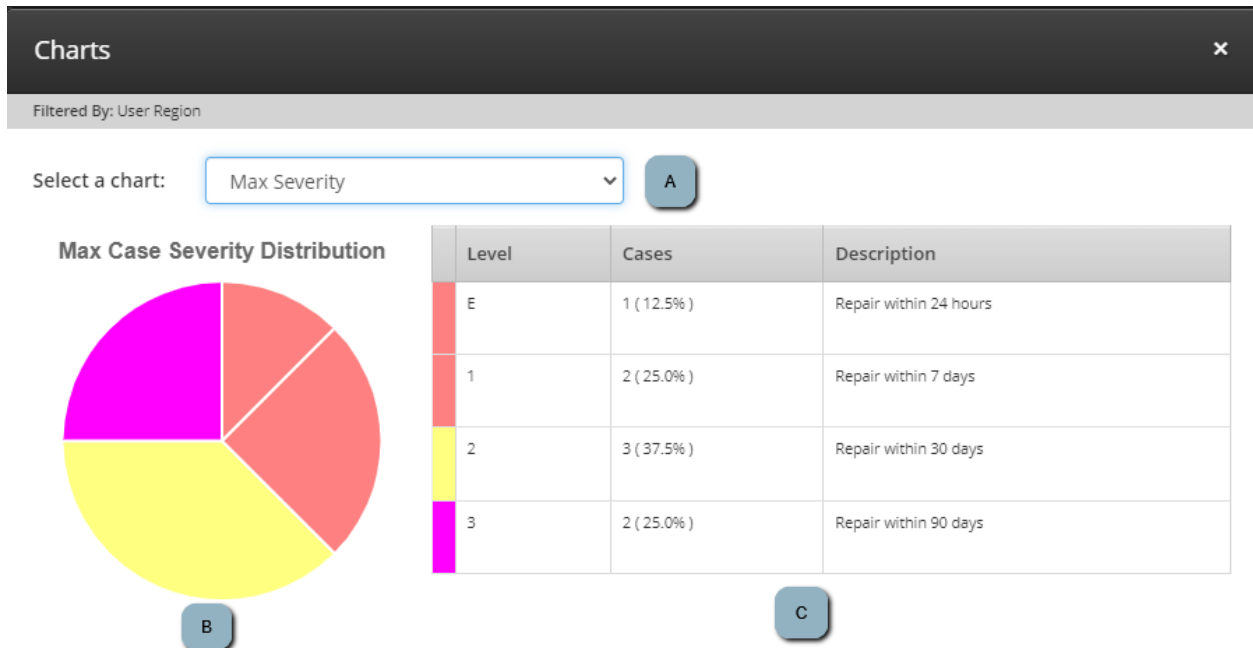 Charts ×
Filtered By: User Region
Select a chart: Max Severity A
Max Case Severity Distribution
Level Cases Description
E 1 ( 12.5% ) Repair within 24 hours
1 2 ( 25.0% ) Repair within 7 days
2 3 ( 37.5% ) Repair within 30 days
3 2 ( 25.0% ) Repair within 90 days
B
C